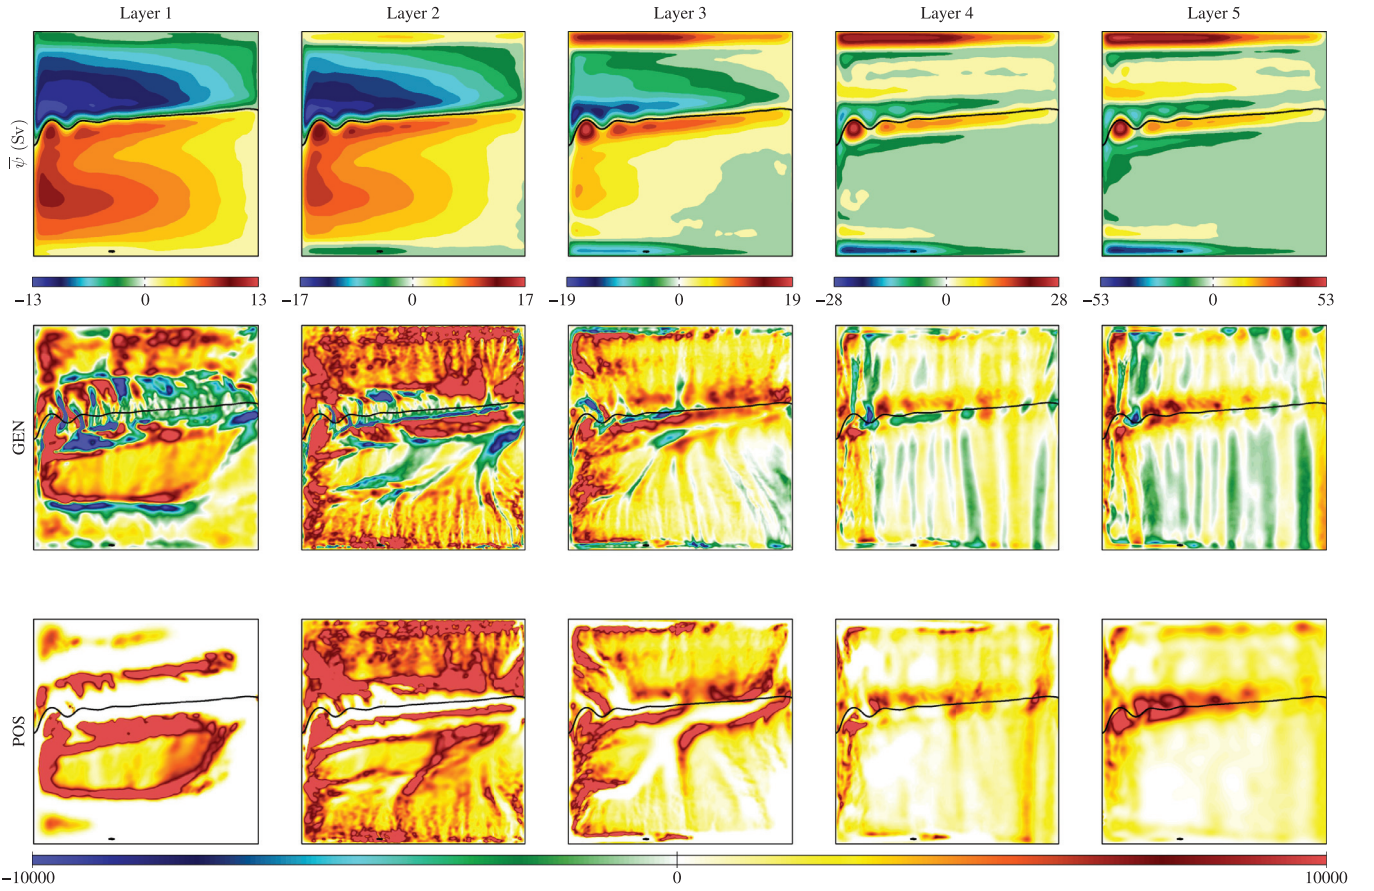 Layer 1 Layer 2 Layer 3 Layer 4 Layer 5
ψ̅ (Sv)
−13 0 13 −17 0 17 −19 0 19 −28 0 28 −53 0 53
GEN
POS
−10000 0 10000